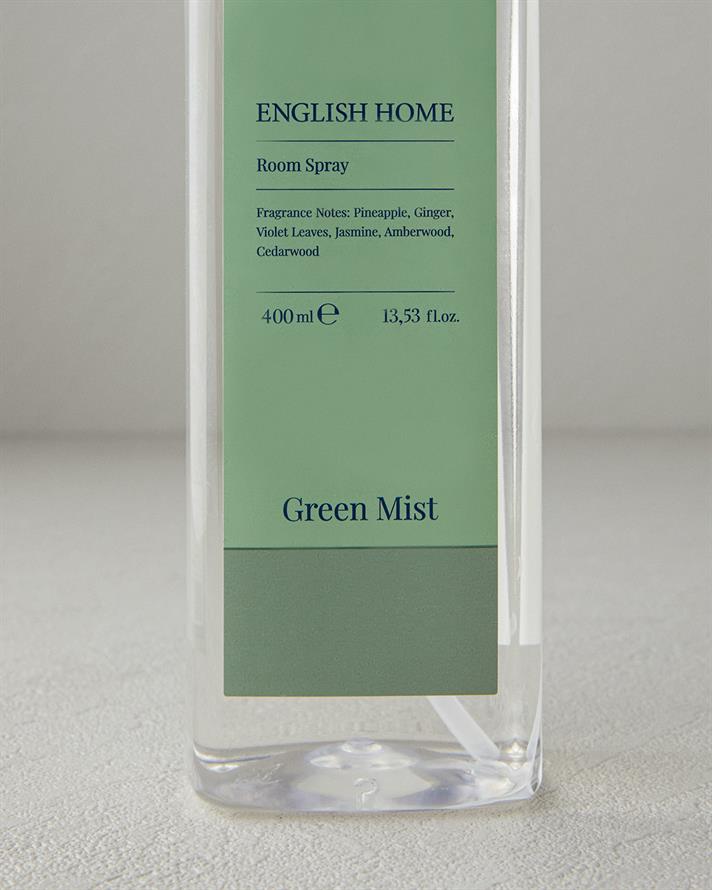 ENGLISH HOME
Room Spray
Fragrance Notes: Pineapple, Ginger,
Violet Leaves, Jasmine, Amberwood,
Cedarwood
400 ml ℮ 13,53 fl.oz.
Green Mist